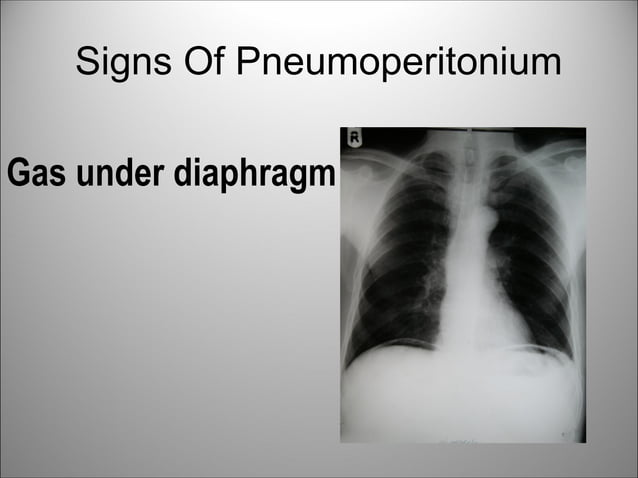 Signs Of Pneumoperitonium
Gas under diaphragm
R